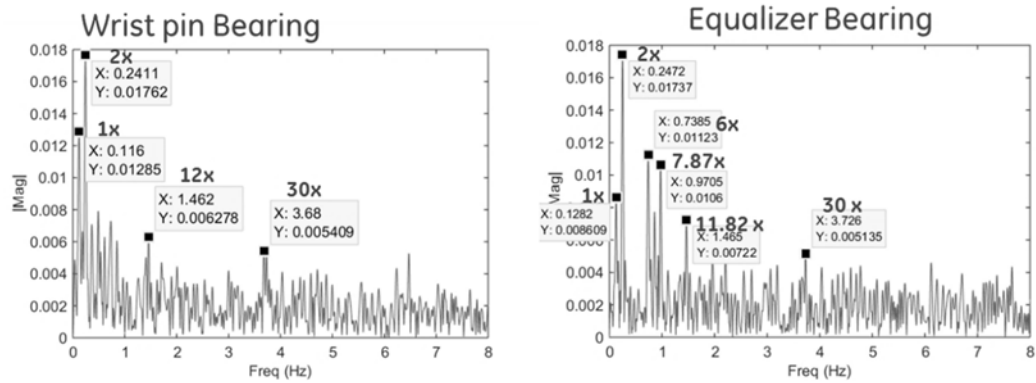 Wrist pin Bearing
0.018
0.016
0.014
0.012
0.01
0.008
0.006
0.004
0.002
0
|Mag|
2x
X: 0.2411
Y: 0.01762
1x
X: 0.116
Y: 0.01285
12x
X: 1.462
Y: 0.006278
30x
X: 3.68
Y: 0.005409
0 1 2 3 4 5 6 7 8
Freq (Hz)
Equalizer Bearing
0.018
0.016
0.014
0.012
0.01
0.006
0.004
0.002
0
|Mag|
2x
X: 0.2472
Y: 0.01737
X: 0.7385
Y: 0.01123
6x
7.87x
X: 0.9705
Y: 0.0106
1x
X: 0.1282
Y: 0.008609
11.82 x
X: 1.465
Y: 0.00722
30 x
X: 3.726
Y: 0.005135
0 1 2 3 4 5 6 7 8
Freq (Hz)